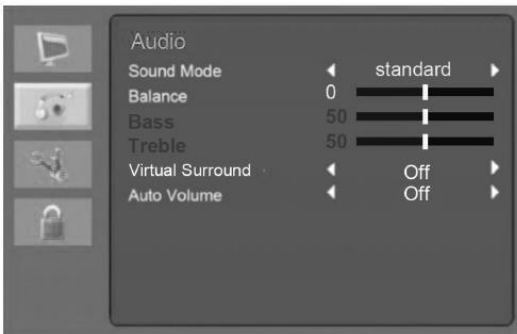 Audio
Sound Mode standard
Balance 0
Bass 50
Treble 50
Virtual Surround Off
Auto Volume Off